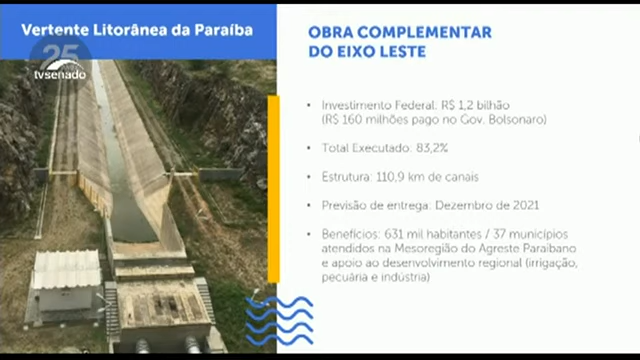 Vertente Litorânea da Paraíba
25
tvsenado
OBRA COMPLEMENTAR
DO EIXO LESTE
• Investimento Federal: R$ 1,2 bilhão
(R$ 160 milhões pago no Gov. Bolsonaro)
• Total Executado: 83,2%
• Estrutura: 110,9 km de canais
• Previsão de entrega: Dezembro de 2021
• Benefícios: 631 mil habitantes / 37 municípios
atendidos na Mesoregião do Agreste Paraibano
e apoio ao desenvolvimento regional (irrigação,
pecuária e indústria)